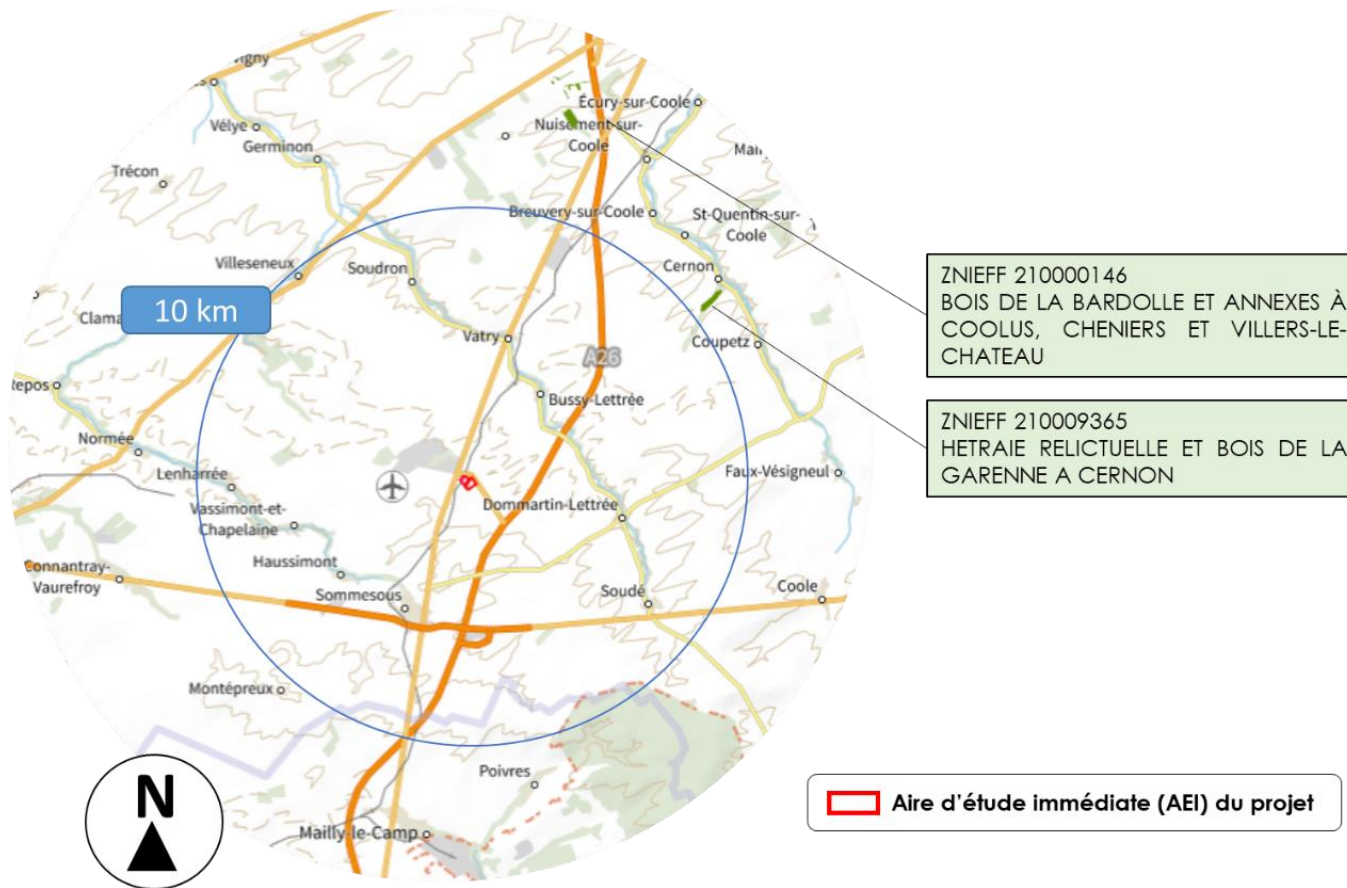 igny
Écury-sur-Coole
Vélye
Nuisement-sur-
Coole
Germinon
Trécon
Breuvery-sur-Coole
St-Quentin-sur-
Coole
Villeseneux
Soudron
Cernon
10 km
Clama
Vatry
Coupetz
A26
Bussy-Lettrée
Normée
Lenharrée
Faux-Vésigneul
Vassimont-et-
Chapelaine
Dommartin-Lettrée
Haussimont
Connantray-
Vaurefroy
Sommesous
Soudé
Coole
Montépreux
Poivres
Mailly-le-Camp
N
ZNIEFF 210000146
BOIS DE LA BARDOLLE ET ANNEXES À
COOLUS, CHENIERS ET VILLERS-LE-
CHATEAU
ZNIEFF 210009365
HETRAIE RELICTUELLE ET BOIS DE LA
GARENNE A CERNON
Aire d'étude immédiate (AEI) du projet